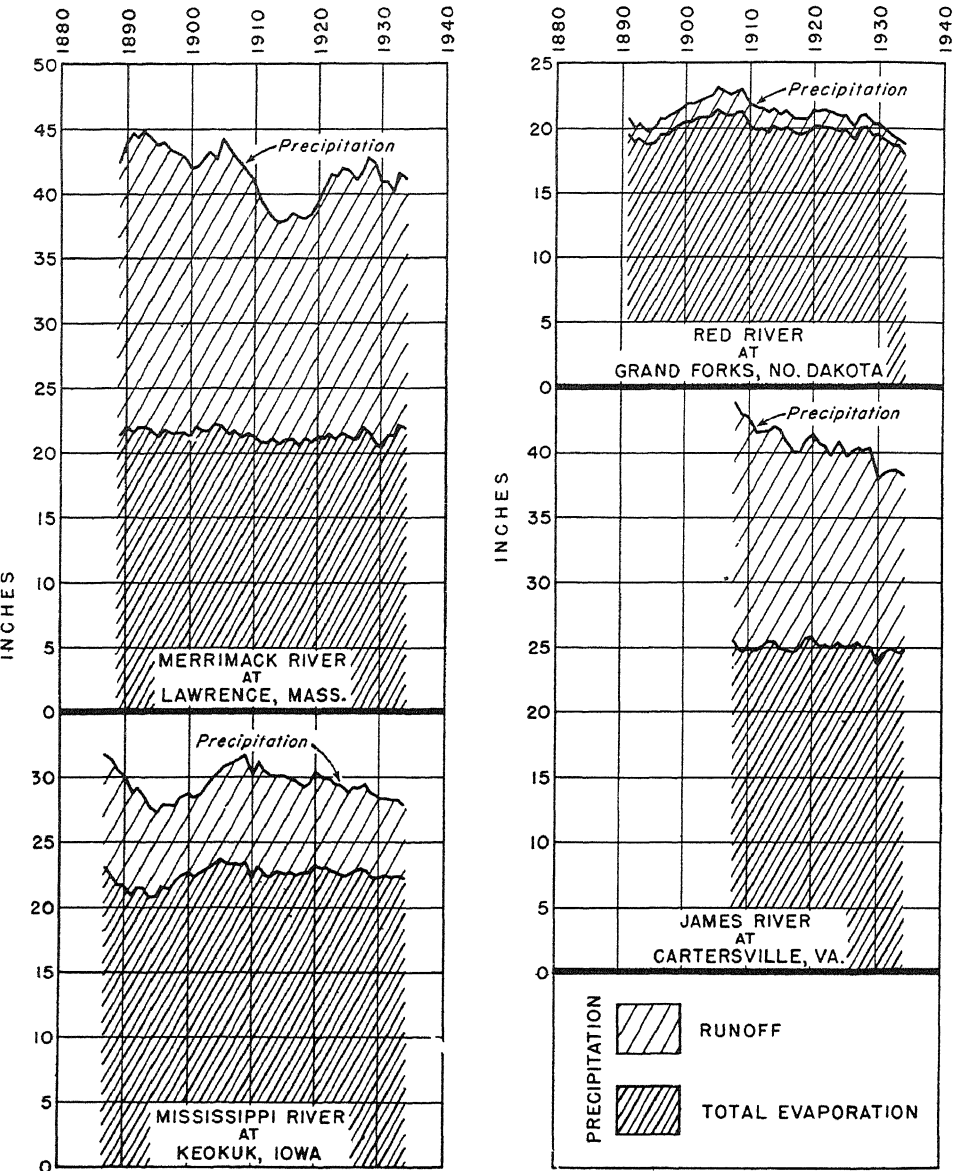 1880 1890 1900 1910 1920 1930 1940
50
45
40
35
30
25
20
15
10
5
0
INCHES
Precipitation
MERRIMACK RIVER
AT
LAWRENCE, MASS.
30
25
20
15
10
5
0
Precipitation
MISSISSIPPI RIVER
AT
KEOKUK, IOWA
1880 1890 1900 1910 1920 1930 1940
25
20
15
10
5
0
Precipitation
RED RIVER
AT
GRAND FORKS, NO. DAKOTA
INCHES
40
35
30
25
20
15
10
5
0
Precipitation
JAMES RIVER
AT
CARTERSVILLE, VA.
PRECIPITATION
RUNOFF
TOTAL EVAPORATION